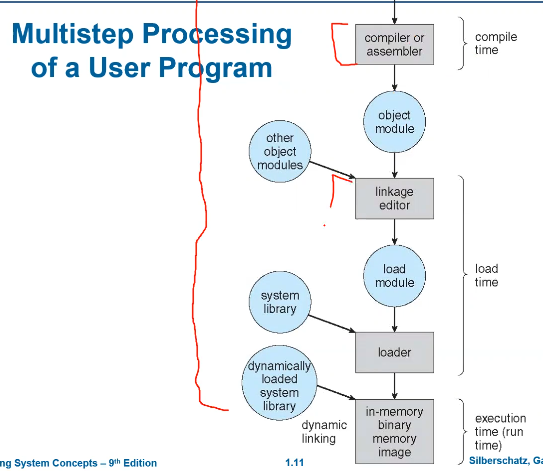 Multistep Processing
of a User Program
compiler or
assembler
compile
time
object
module
other
object
modules
linkage
editor
load
module
load
time
system
library
loader
dynamically
loaded
system
library
dynamic
linking
in-memory
binary
memory
image
execution
time (run
time)
ng System Concepts – 9th Edition
1.11
Silberschatz, Ga